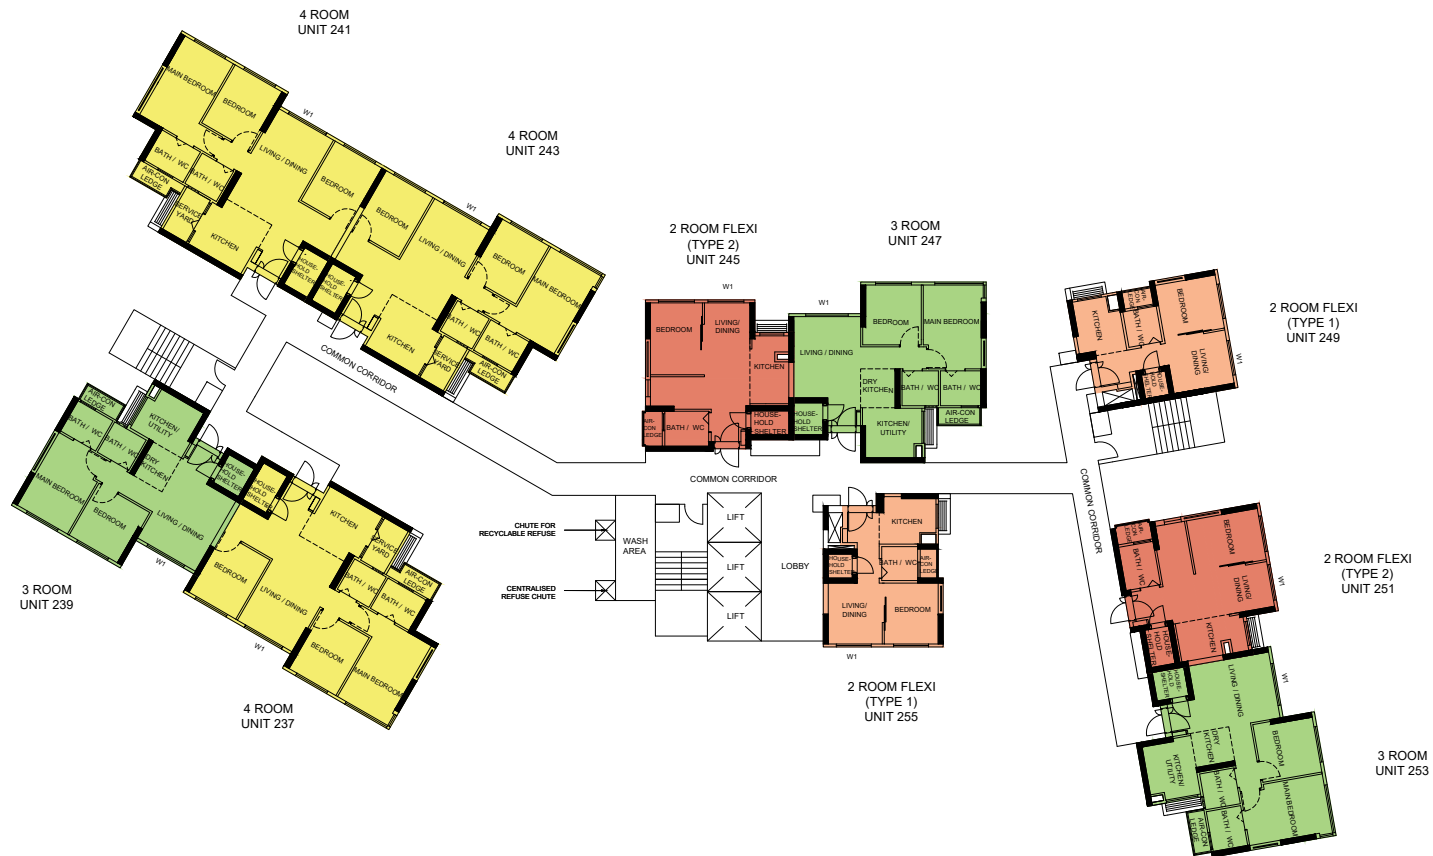 4 ROOM
UNIT 241
MAIN BEDROOM
BEDROOM
W1
LIVING / DINING
BEDROOM
BATH / WC
BATH / WC
AIR-CON
LEDGE
SERVICE
YARD
KITCHEN
HOUSE-
HOLD
SHELTER
4 ROOM
UNIT 243
BEDROOM
W1
LIVING / DINING
BEDROOM
MAIN BEDROOM
HOUSE-
HOLD
SHELTER
KITCHEN
BATH / WC
BATH / WC
SERVICE
YARD
AIR-CON
LEDGE
COMMON CORRIDOR
2 ROOM FLEXI
(TYPE 2)
UNIT 245
W1
BEDROOM
LIVING/
DINING
KITCHEN
AIR-
CON
LEDGE
BATH / WC
HOUSE-
HOLD
SHELTER
3 ROOM
UNIT 247
W1
BEDROOM
MAIN BEDROOM
LIVING / DINING
DRY
KITCHEN
BATH / WC
BATH / WC
HOUSE-
HOLD
SHELTER
KITCHEN/
UTILITY
AIR-CON
LEDGE
2 ROOM FLEXI
(TYPE 1)
UNIT 249
KITCHEN
AIR-
CON
LEDGE
BATH / WC
BEDROOM
LIVING/
DINING
HOUSE-
HOLD
SHELTER
W1
AIR-CON
LEDGE
BATH / WC
BATH / WC
KITCHEN/
UTILITY
DRY
KITCHEN
HOUSE-
HOLD
SHELTER
MAIN BEDROOM
BEDROOM
LIVING / DINING
W1
3 ROOM
UNIT 239
HOUSE-
HOLD
SHELTER
KITCHEN
SERVICE
YARD
AIR-CON
LEDGE
BATH / WC
BATH / WC
BEDROOM
LIVING / DINING
BEDROOM
MAIN BEDROOM
W1
4 ROOM
UNIT 237
COMMON CORRIDOR
CHUTE FOR
RECYCLABLE REFUSE
CENTRALISED
REFUSE CHUTE
WASH
AREA
LIFT
LIFT
LIFT
LOBBY
KITCHEN
HOUSE-
HOLD
SHELTER
BATH / WC
AIR-
CON
LEDGE
LIVING/
DINING
BEDROOM
W1
2 ROOM FLEXI
(TYPE 1)
UNIT 255
COMMON CORRIDOR
AIR-
CON
LEDGE
BATH / WC
BEDROOM
LIVING/
DINING
KITCHEN
HOUSE-
HOLD
SHELTER
W1
2 ROOM FLEXI
(TYPE 2)
UNIT 251
HOUSE-
HOLD
SHELTER
LIVING / DINING
W1
DRY
KITCHEN
BEDROOM
KITCHEN/
UTILITY
BATH / WC
BATH / WC
MAIN BEDROOM
AIR-CON
LEDGE
3 ROOM
UNIT 253